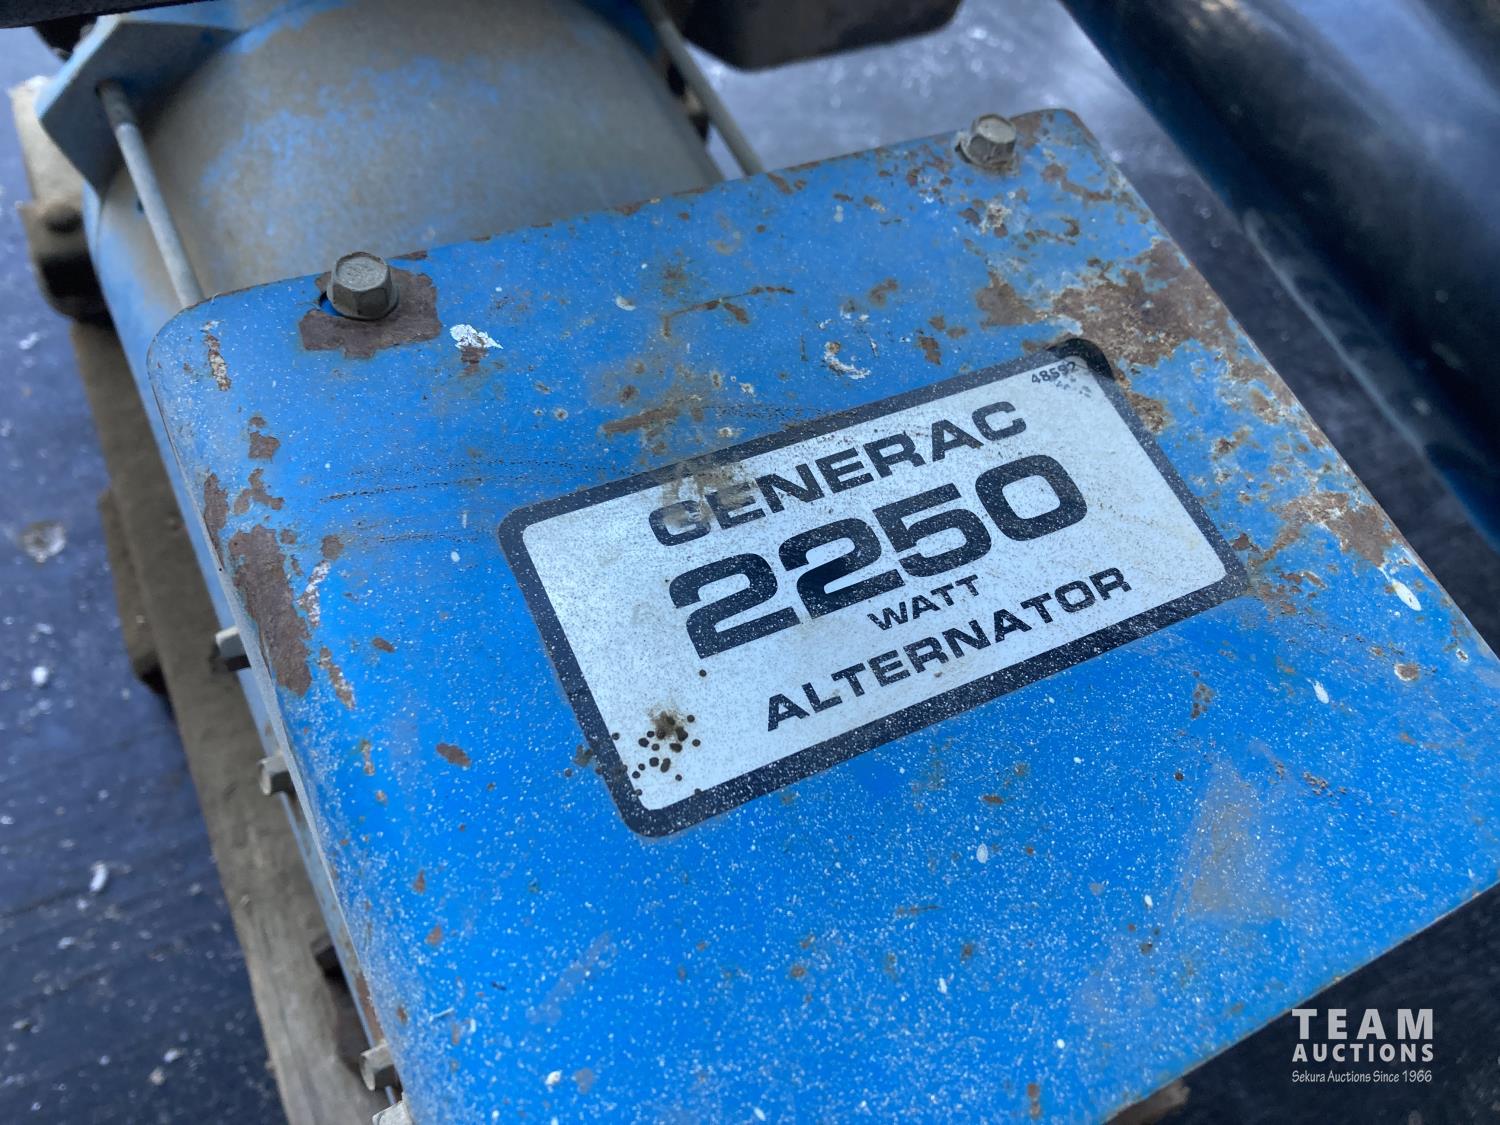 48592
GENERAC
2250
WATT
ALTERNATOR
TEAM
AUCTIONS
Sekura Auctions Since 1966